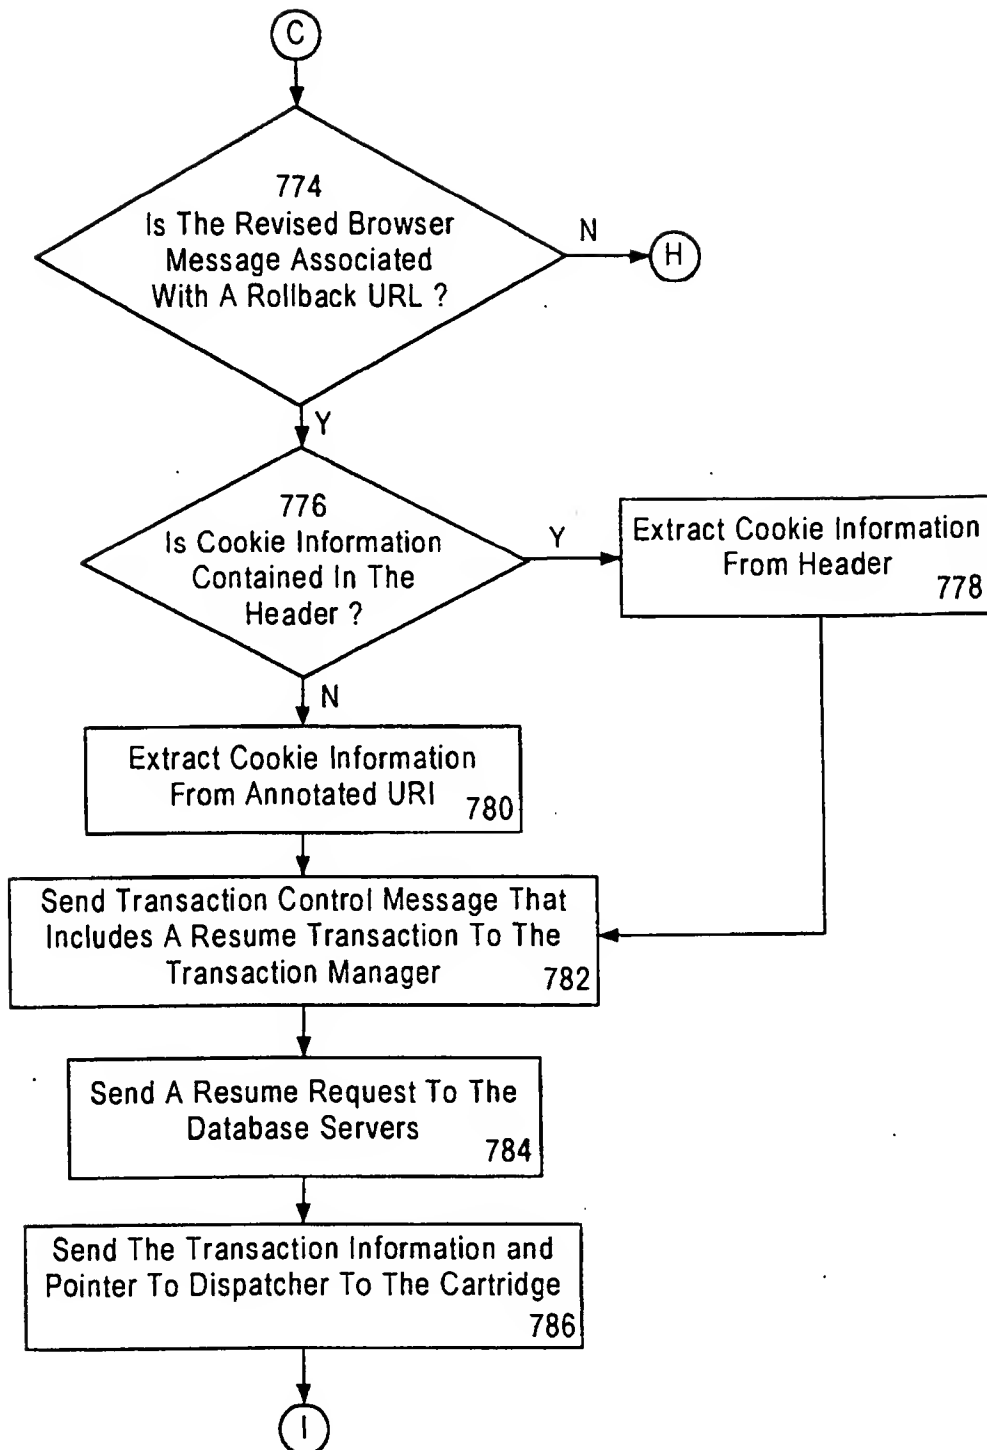 C
774
Is The Revised Browser
Message Associated
With A Rollback URL ?
N
H
Y
776
Is Cookie Information
Contained In The
Header ?
Y
Extract Cookie Information
From Header
778
N
Extract Cookie Information
From Annotated URI
780
Send Transaction Control Message That
Includes A Resume Transaction To The
Transaction Manager
782
Send A Resume Request To The
Database Servers
784
Send The Transaction Information and
Pointer To Dispatcher To The Cartridge
786
I